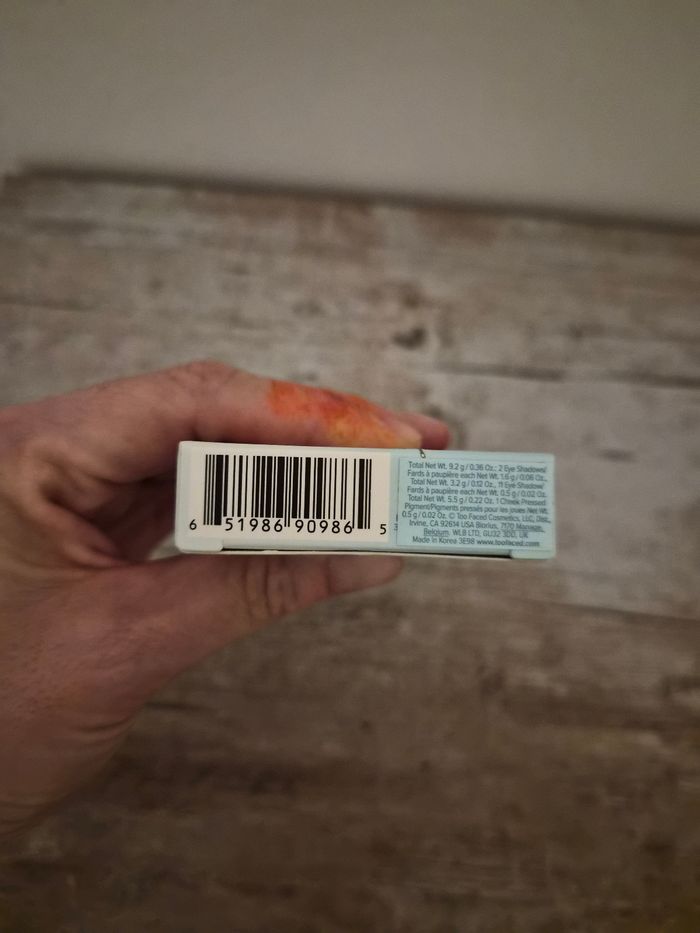 6 51986 90986 5
Total Net Wt. 9.2 g / 0.36 Oz.; 2 Eye Shadows/
Fards à paupière each Net Wt. 1.6 g / 0.06 Oz.,
Total Net Wt. 3.2 g / 0.12 Oz., 11 Eye Shadow/
Fards à paupière each Net Wt. 0.5 g / 0.02 Oz.
Total Net Wt. 5.5 g / 0.22 Oz. 1 Cheek Pressed
Pigment/Pigments pressés pour les joues Net Wt.
0.5 g / 0.02 Oz. © Too Faced Cosmetics, LLC, Dist.,
Irvine, CA 92614 USA Biorius, 7170 Manage,
Belgium. WLB LTD, GU32 3DD, UK
Made in Korea 3E98 www.toofaced.com